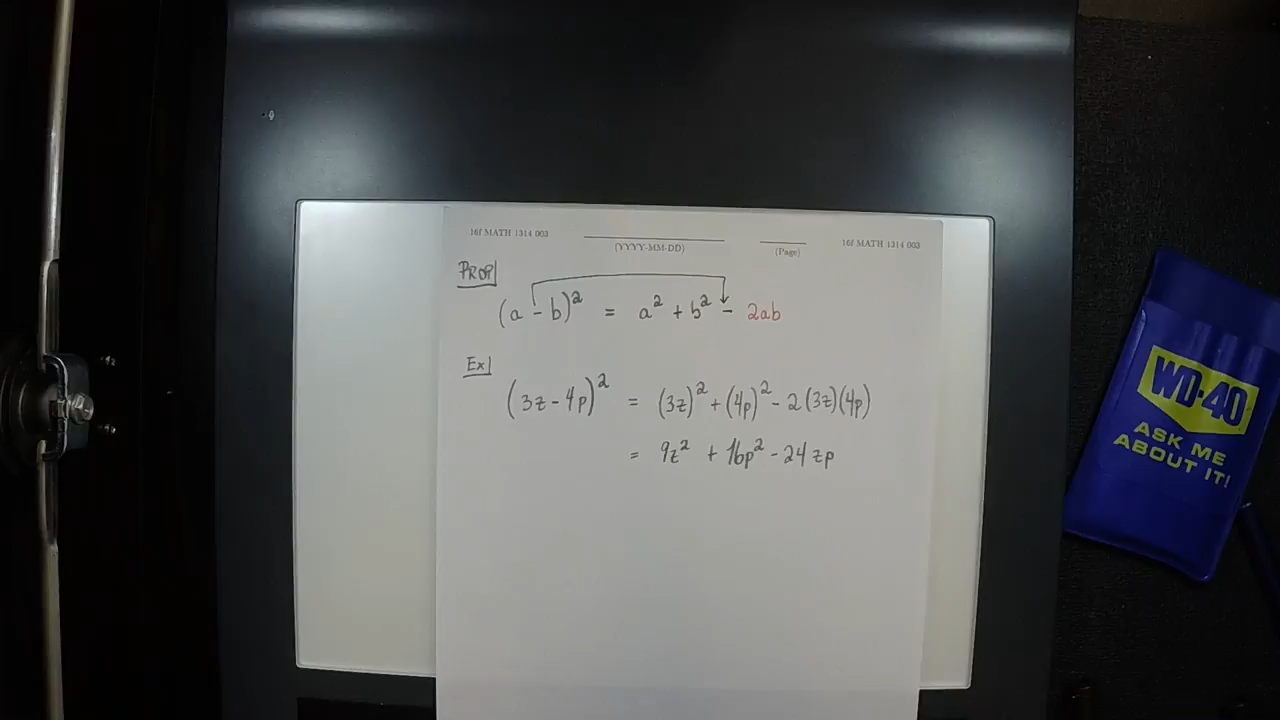 16f MATH 1314 003 (YYYY-MM-DD) (Page) 16f MATH 1314 003
PROP
(a - b)² = a² + b² - 2ab
Ex
(3z - 4p)² = (3z)² + (4p)² - 2(3z)(4p)
= 9z² + 16p² - 24zp
WD-40
ASK ME
ABOUT IT!